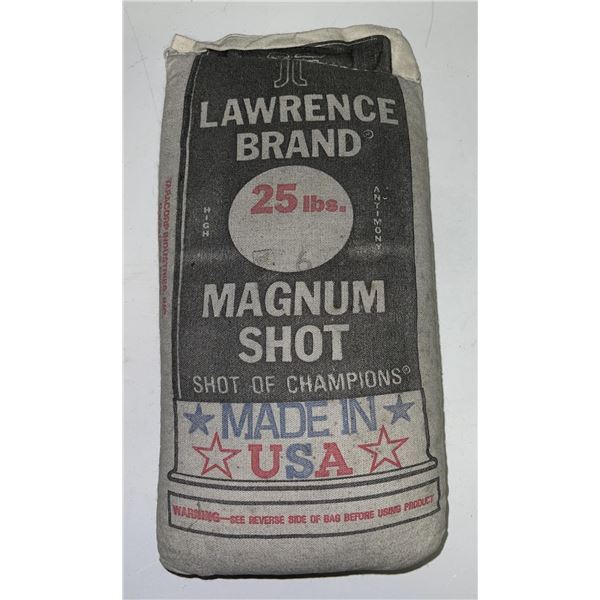 LAWRENCE
BRAND®
25 lbs.
HIGH
ANTIMONY
6
MAGNUM
SHOT
SHOT OF CHAMPIONS®
MADE IN
USA
WARNING—SEE REVERSE SIDE OF BAG BEFORE USING PRODUCT